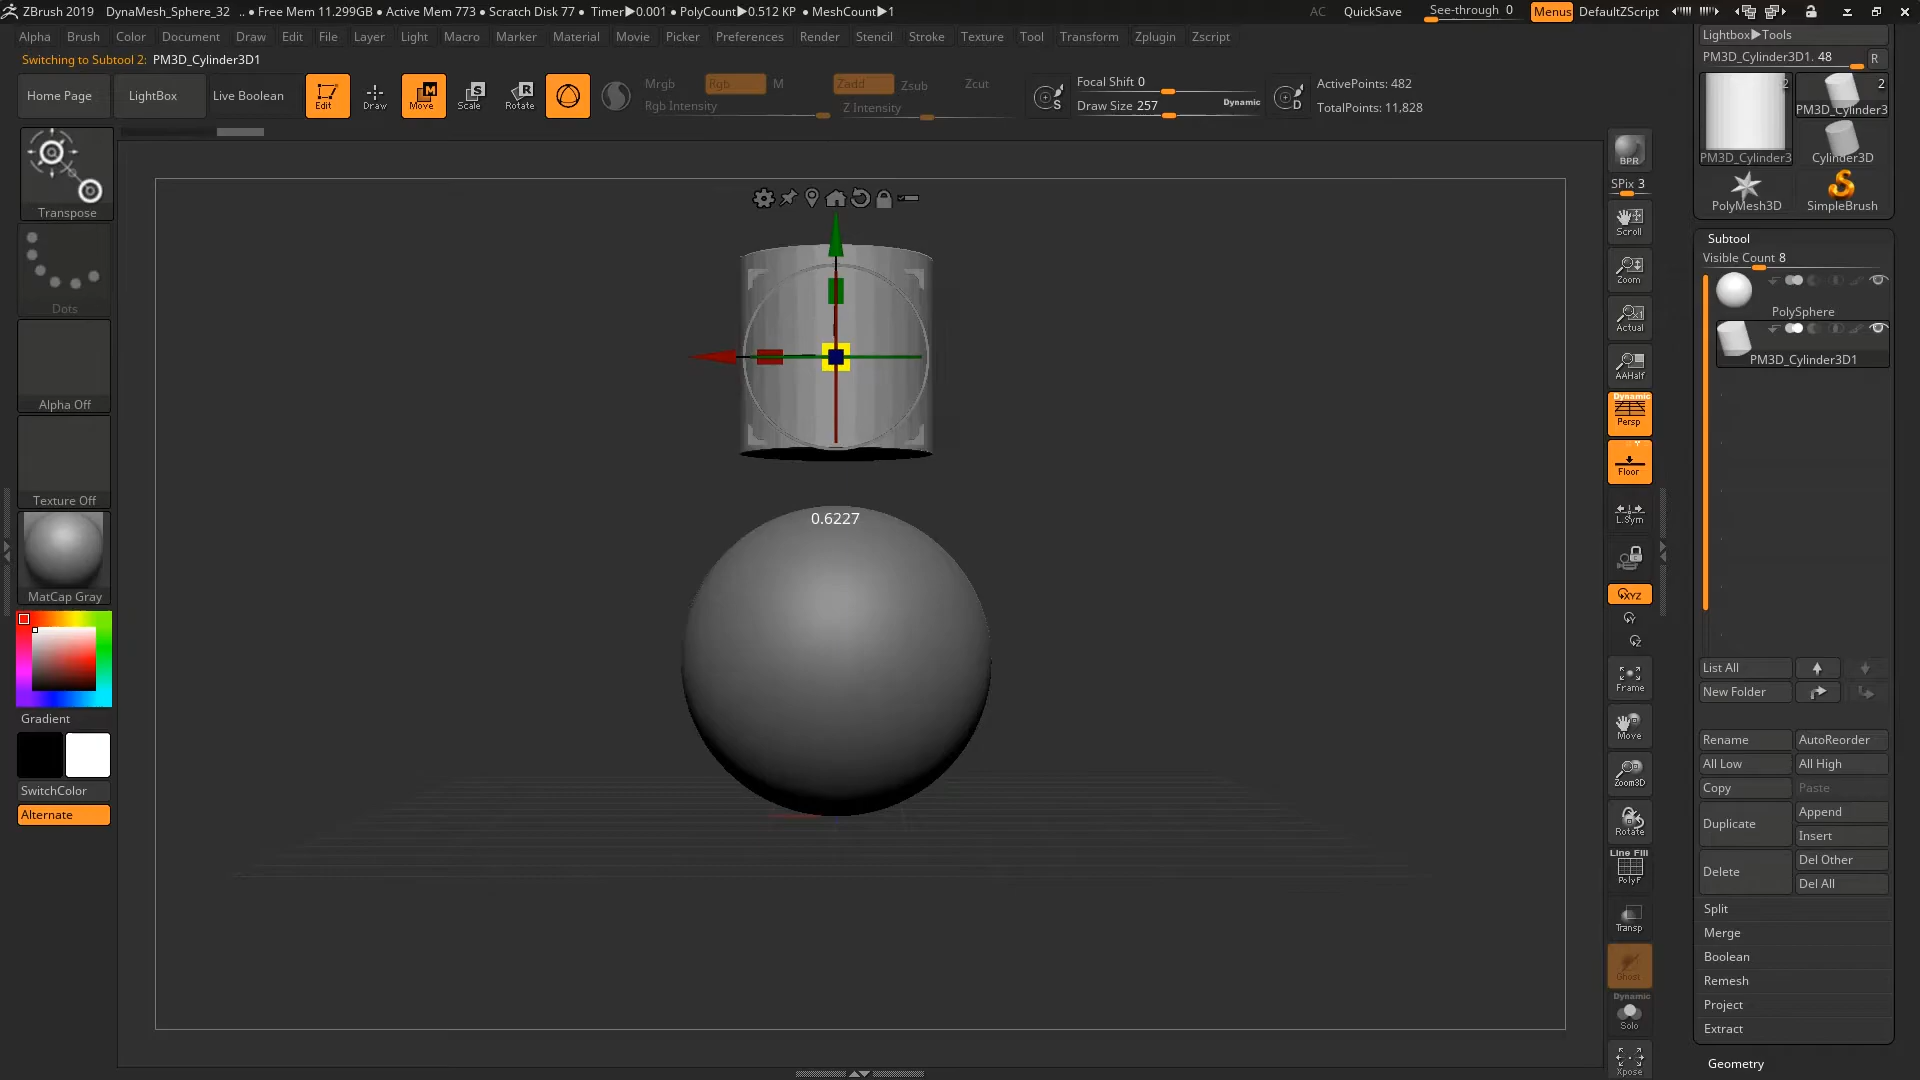 ZBrush 2019 DynaMesh_Sphere_32 .. • Free Mem 11.299GB • Active Mem 773 • Scratch Disk 77 • Timer▶0.001 • PolyCount▶0.512 KP • MeshCount▶1 AC QuickSave See-through 0 Menus DefaultZScript
Alpha Brush Color Document Draw Edit File Layer Light Macro Marker Material Movie Picker Preferences Render Stencil Stroke Texture Tool Transform Zplugin Zscript
Switching to Subtool 2: PM3D_Cylinder3D1
Home Page LightBox Live Boolean Edit Draw Move Scale Rotate
Mrgb Rgb M Zadd Zsub Zcut
Rgb Intensity Z Intensity
Focal Shift 0
Draw Size 257 Dynamic
ActivePoints: 482
TotalPoints: 11,828
Transpose
Dots
Alpha Off
Texture Off
MatCap Gray
Gradient
SwitchColor
Alternate
0.6227
BPR
SPix 3
Scroll
Zoom
Actual
AAHalf
Dynamic
Persp
Floor
L.Sym
XYZ
Frame
Move
Zoom3D
Rotate
Line Fill
PolyF
Transp
Ghost
Dynamic
Solo
Xpose
Lightbox▶Tools
PM3D_Cylinder3D1. 48 R
2 2
PM3D_Cylinder3
PM3D_Cylinder3 Cylinder3D
PolyMesh3D SimpleBrush
Subtool
Visible Count 8
PolySphere
PM3D_Cylinder3D1
List All
New Folder
Rename AutoReorder
All Low All High
Copy Paste
Duplicate Append
Insert
Delete Del Other
Del All
Split
Merge
Boolean
Remesh
Project
Extract
Geometry